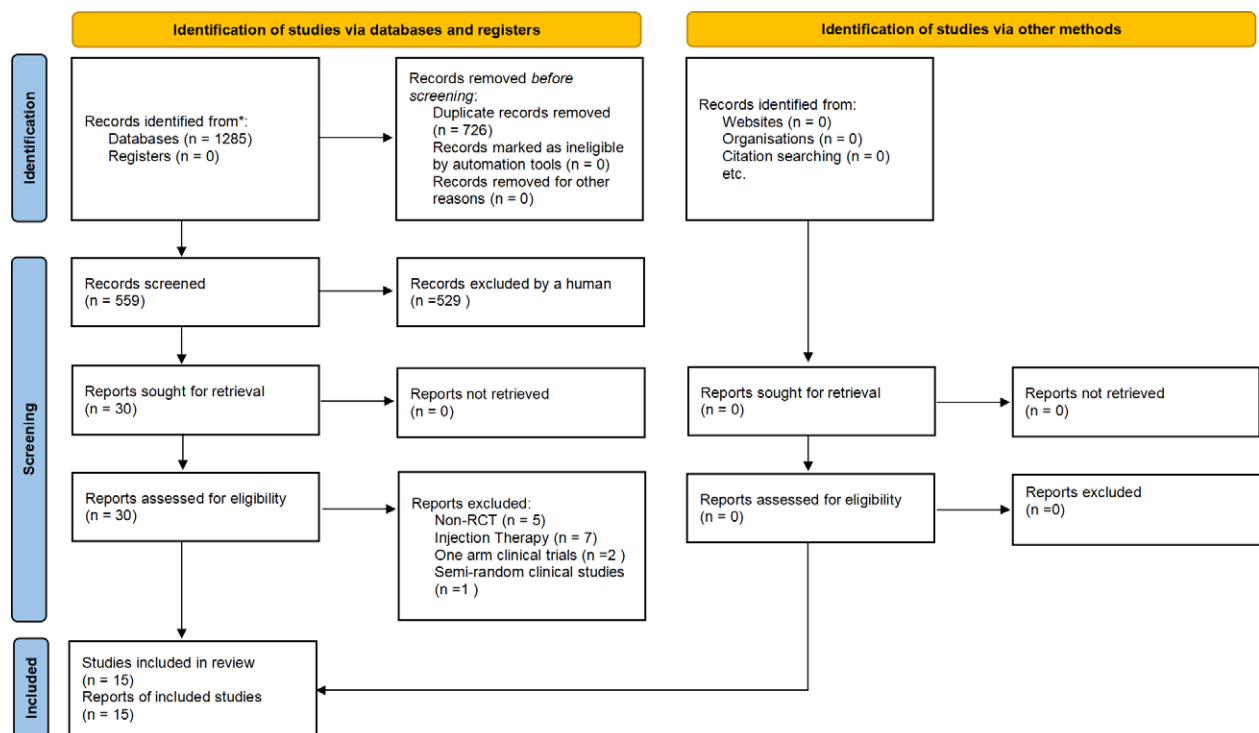 Identification of studies via databases and registers
Identification of studies via other methods
Identification
Records identified from*:
Databases (n = 1285)
Registers (n = 0)
Records removed before
screening:
Duplicate records removed
(n = 726)
Records marked as ineligible
by automation tools (n = 0)
Records removed for other
reasons (n = 0)
Records identified from:
Websites (n = 0)
Organisations (n = 0)
Citation searching (n = 0)
etc.
Screening
Records screened
(n = 559)
Records excluded by a human
(n =529 )
Reports sought for retrieval
(n = 30)
Reports not retrieved
(n = 0)
Reports sought for retrieval
(n = 0)
Reports not retrieved
(n = 0)
Reports assessed for eligibility
(n = 30)
Reports excluded:
Non-RCT (n = 5)
Injection Therapy (n = 7)
One arm clinical trials (n =2 )
Semi-random clinical studies
(n =1 )
Reports assessed for eligibility
(n = 0)
Reports excluded
(n =0)
Included
Studies included in review
(n = 15)
Reports of included studies
(n = 15)